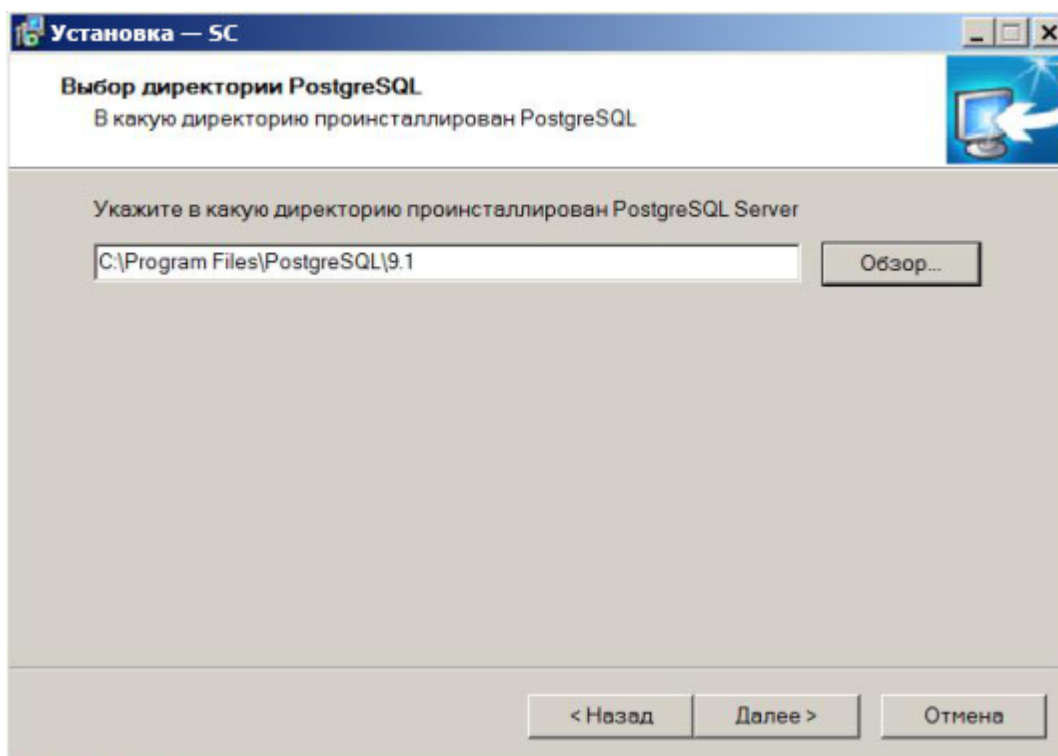 Установка — SC
Выбор директории PostgreSQL
В какую директорию проинсталлирован PostgreSQL
Укажите в какую директорию проинсталлирован PostgreSQL Server
C:\Program Files\PostgreSQL\9.1
Обзор...
< Назад
Далее >
Отмена